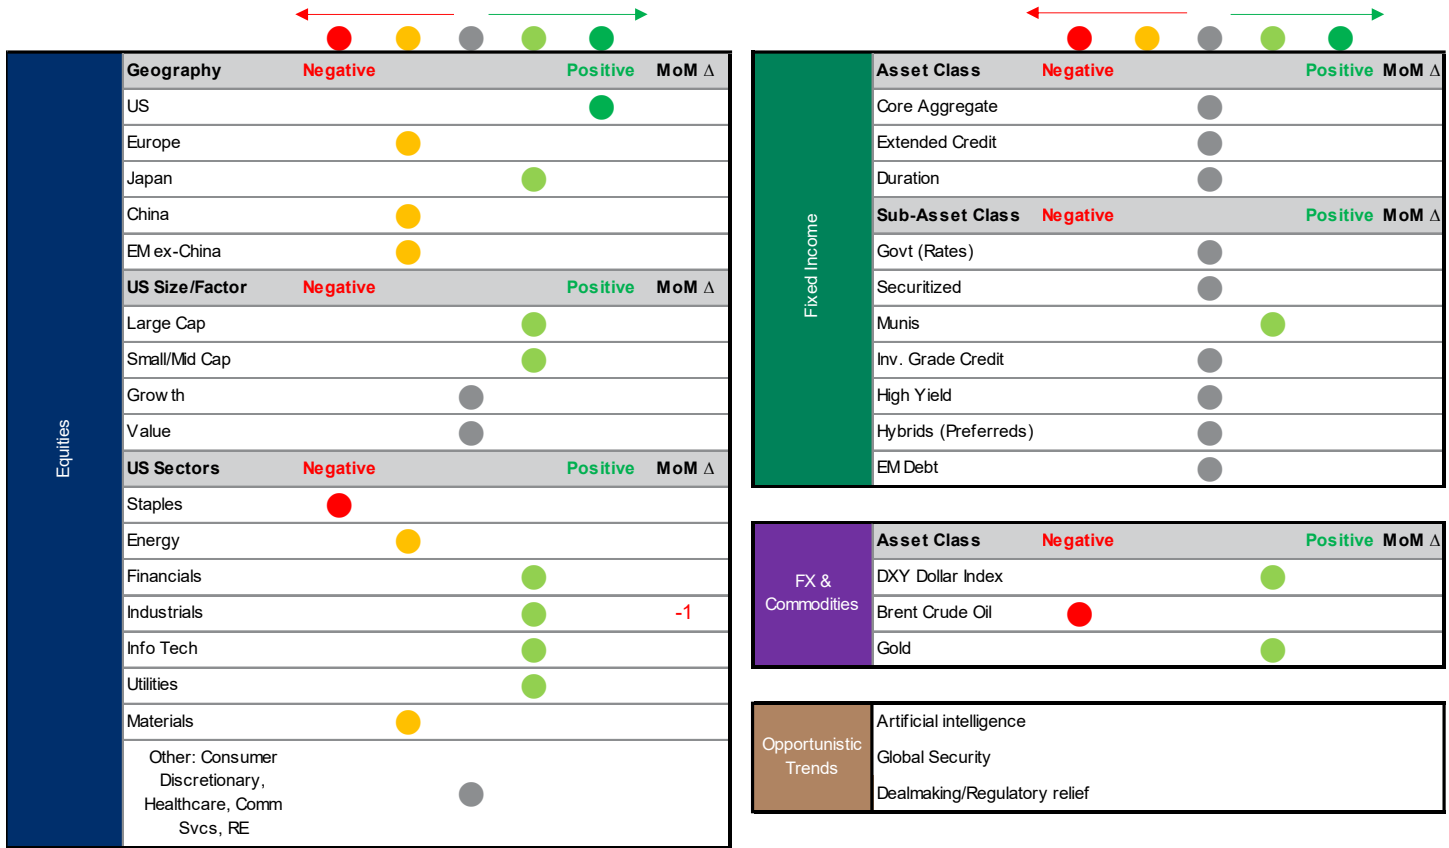 Equities
Geography Negative Positive MoM Δ
US
Europe
Japan
China
EM ex-China
US Size/Factor Negative Positive MoM Δ
Large Cap
Small/Mid Cap
Growth
Value
US Sectors Negative Positive MoM Δ
Staples
Energy
Financials
Industrials -1
Info Tech
Utilities
Materials
Other: Consumer
Discretionary,
Healthcare, Comm
Svcs, RE
Fixed Income
Asset Class Negative Positive MoM Δ
Core Aggregate
Extended Credit
Duration
Sub-Asset Class Negative Positive MoM Δ
Govt (Rates)
Securitized
Munis
Inv. Grade Credit
High Yield
Hybrids (Preferreds)
EM Debt
FX &
Commodities
Asset Class Negative Positive MoM Δ
DXY Dollar Index
Brent Crude Oil
Gold
Opportunistic
Trends
Artificial intelligence
Global Security
Dealmaking/Regulatory relief